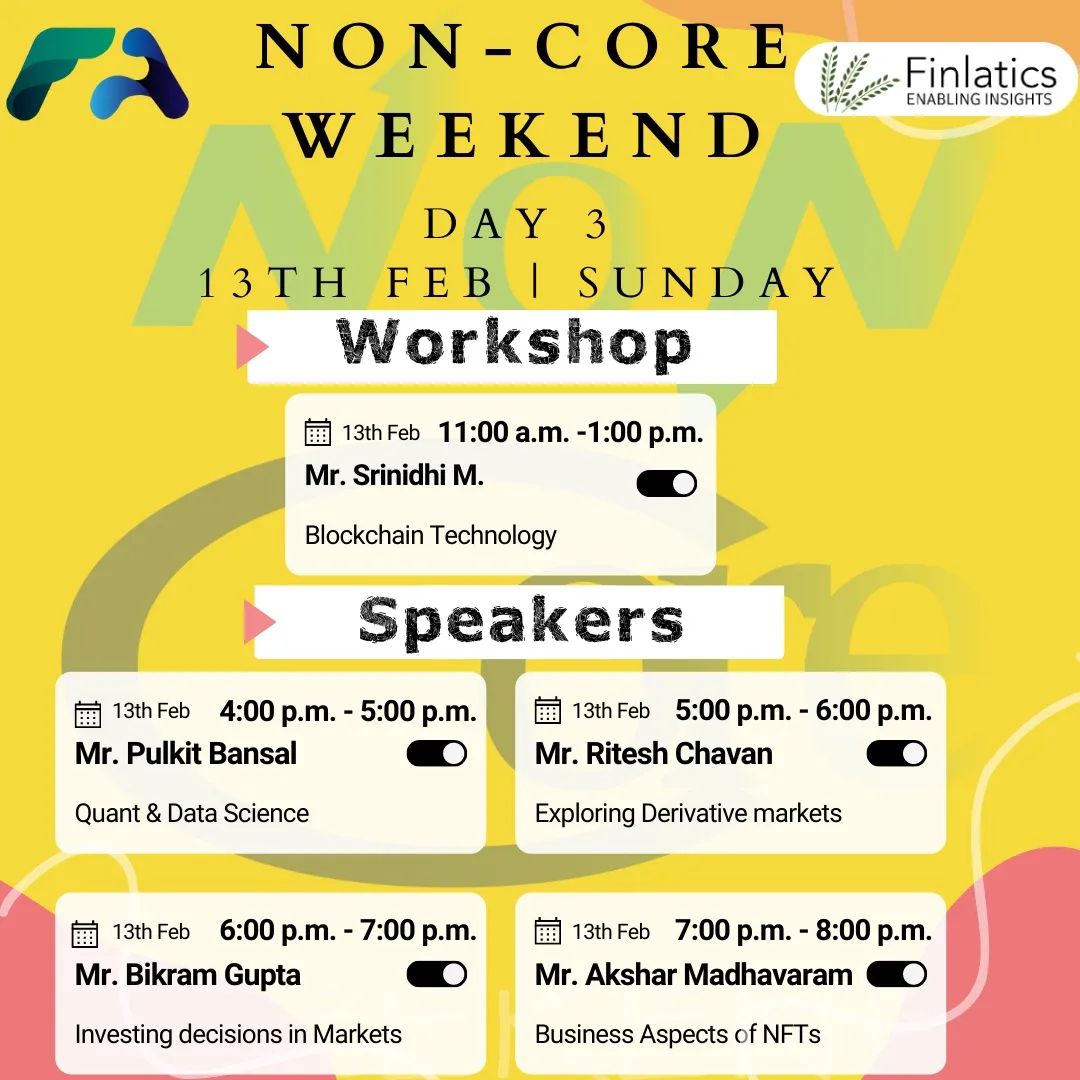 NON-CORE
WEEKEND
Finlatics
ENABLING INSIGHTS
DAY 3
13TH FEB | SUNDAY
NoN
Core
Workshop
13th Feb 11:00 a.m. -1:00 p.m.
Mr. Srinidhi M.
Blockchain Technology
Speakers
13th Feb 4:00 p.m. - 5:00 p.m.
Mr. Pulkit Bansal
Quant & Data Science
13th Feb 5:00 p.m. - 6:00 p.m.
Mr. Ritesh Chavan
Exploring Derivative markets
13th Feb 6:00 p.m. - 7:00 p.m.
Mr. Bikram Gupta
Investing decisions in Markets
13th Feb 7:00 p.m. - 8:00 p.m.
Mr. Akshar Madhavaram
Business Aspects of NFTs